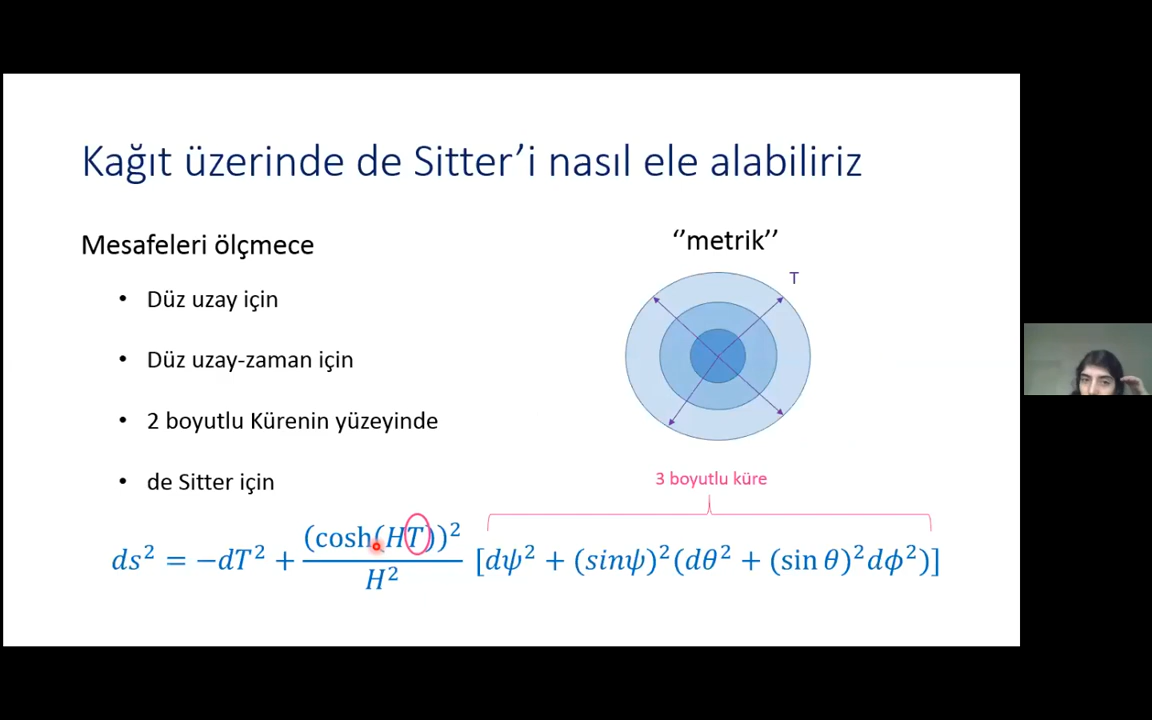 Kağıt üzerinde de Sitter’i nasıl ele alabiliriz
Mesafeleri ölçmece
• Düz uzay için
• Düz uzay-zaman için
• 2 boyutlu Kürenin yüzeyinde
• de Sitter için
‘‘metrik’’
T
3 boyutlu küre
ds² = −dT² + (cosh(HT))²/H² [dψ² + (sinψ)²(dθ² + (sin θ)²dϕ²)]